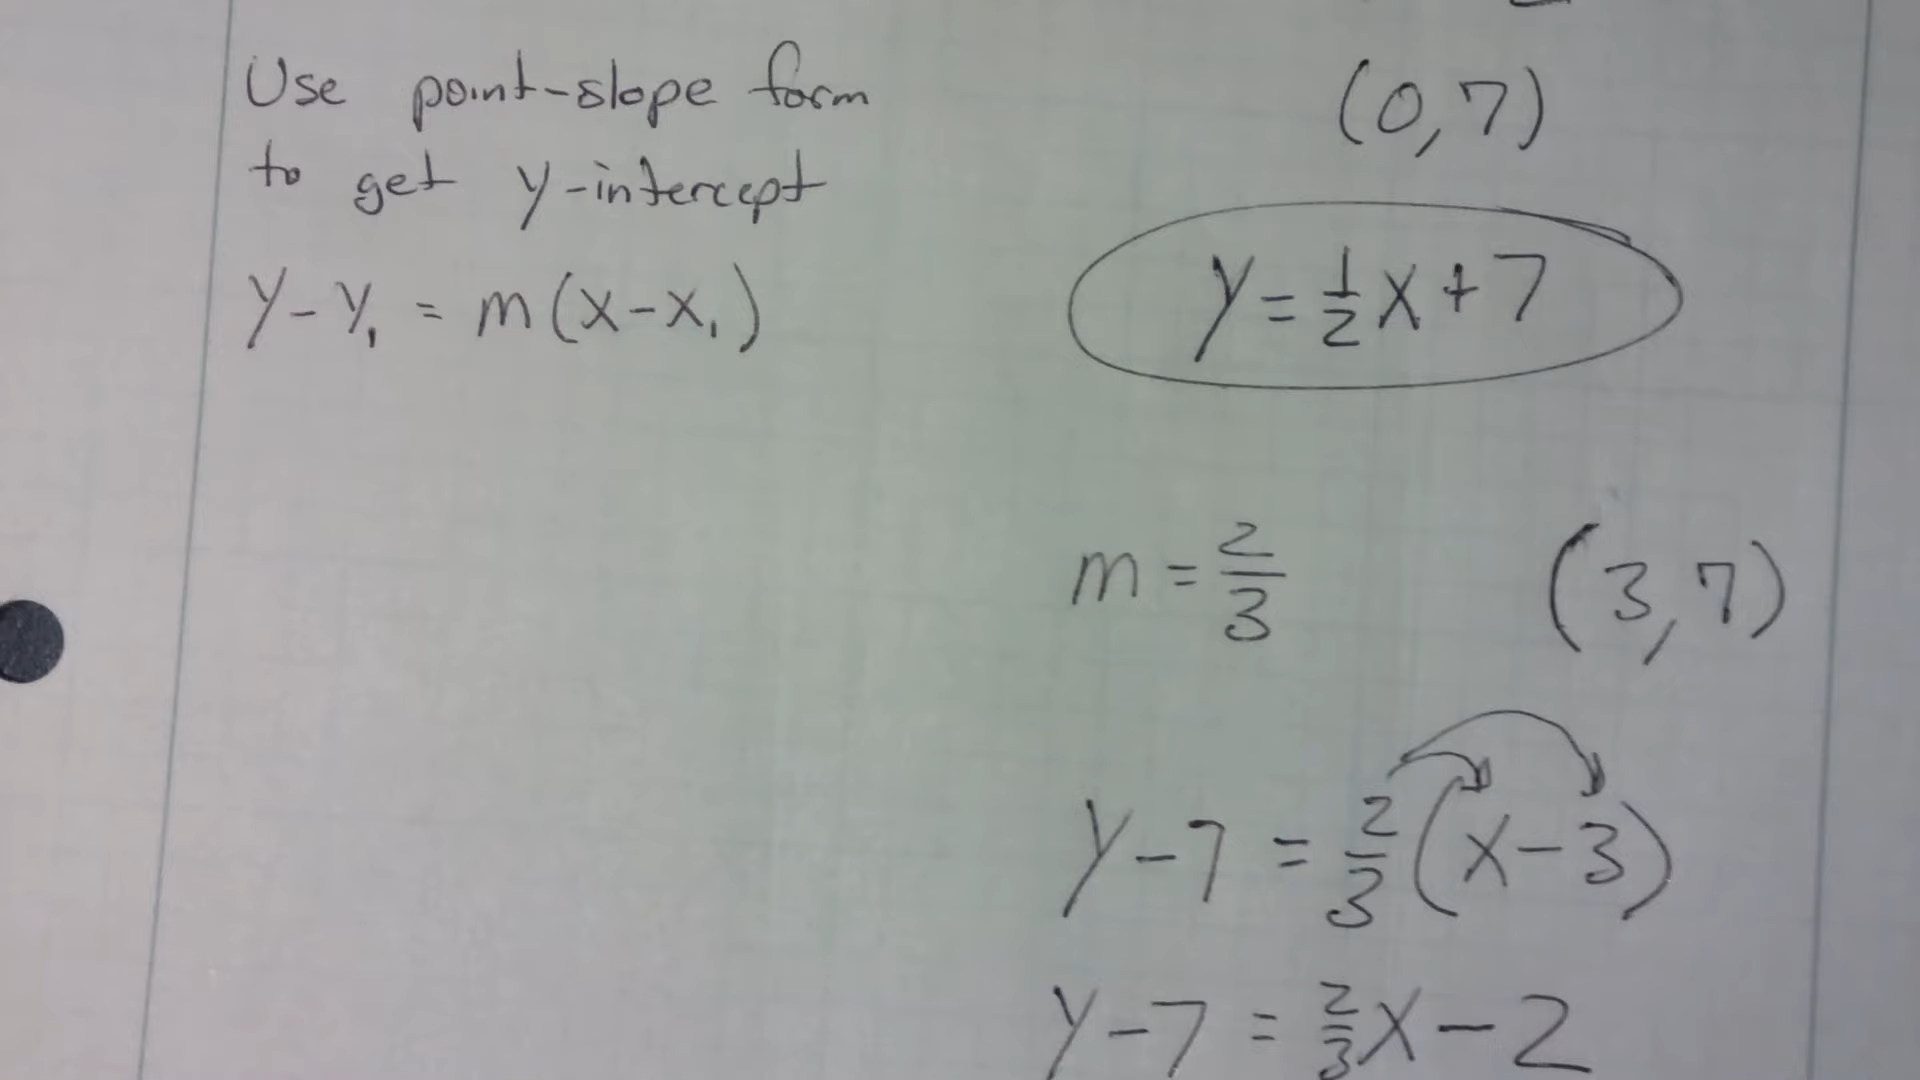 Use point-slope form
to get y-intercept
y-y₁ = m(x-x₁)
(0,7)
y=½x+7
m=2/3 (3,7)
y-7=2/3(x-3)
y-7=2/3x-2